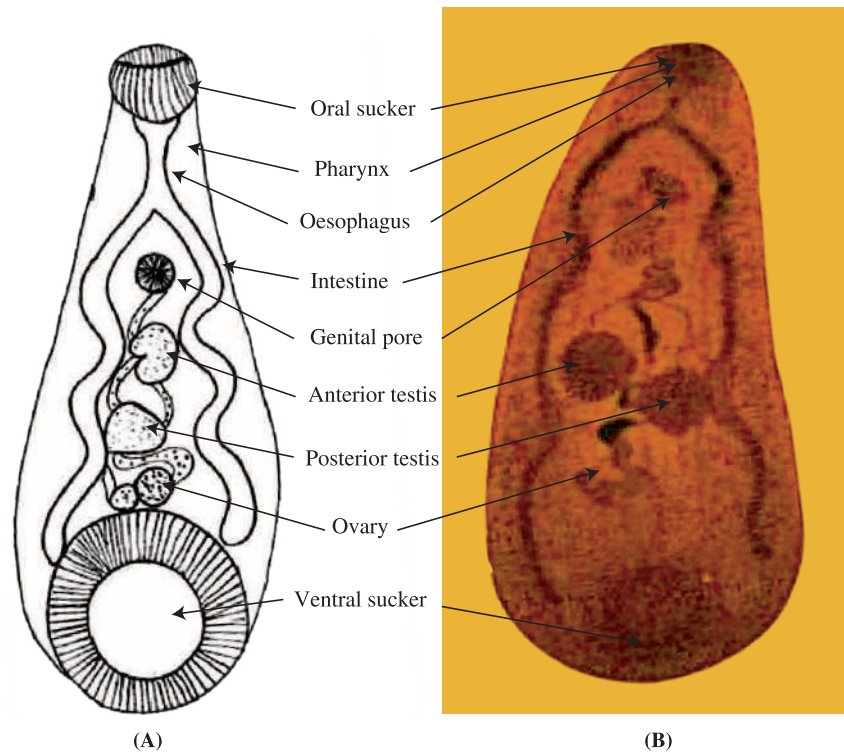 Oral sucker
Pharynx
Oesophagus
Intestine
Genital pore
Anterior testis
Posterior testis
Ovary
Ventral sucker
(A)
(B)